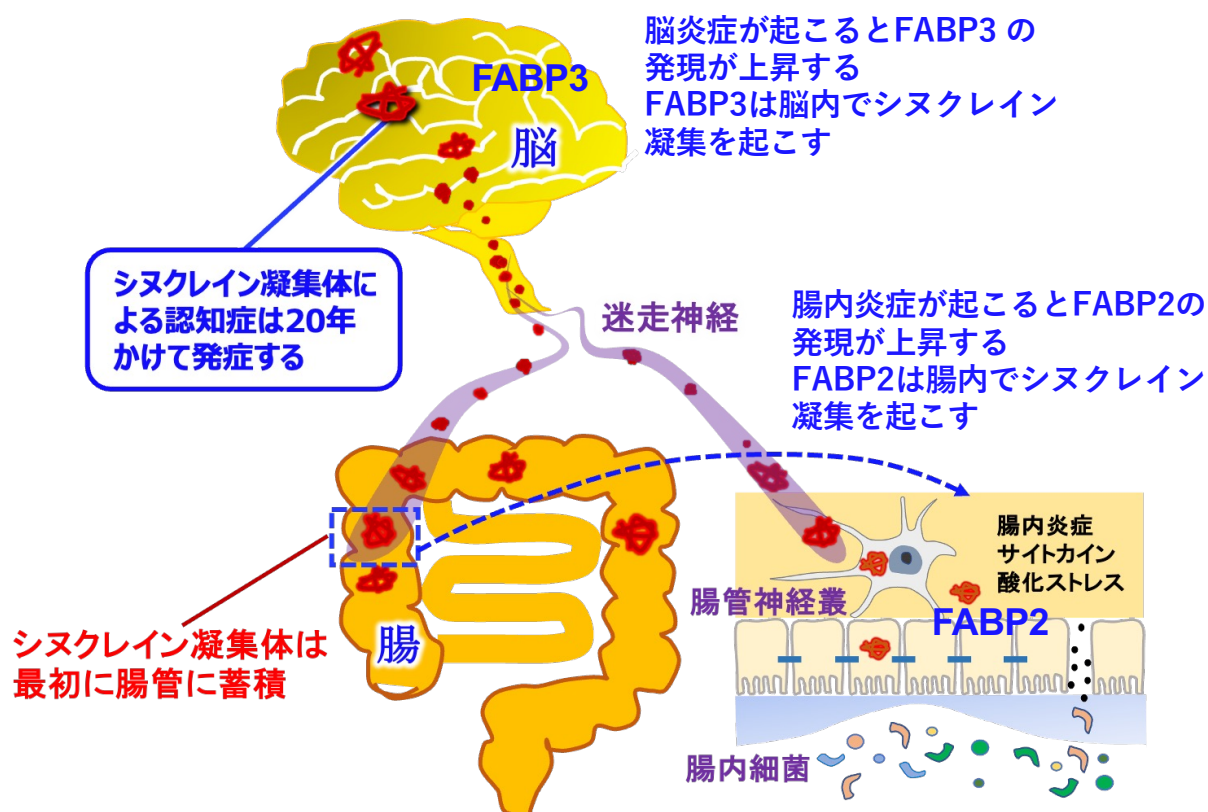 脳炎症が起こるとFABP3 の
発現が上昇する
FABP3は脳内でシヌクレイン
凝集を起こす
FABP3
脳
シヌクレイン凝集体に
よる認知症は20年
かけて発症する
迷走神経
腸内炎症が起こるとFABP2の
発現が上昇する
FABP2は腸内でシヌクレイン
凝集を起こす
腸内炎症
サイトカイン
酸化ストレス
腸管神経叢
FABP2
シヌクレイン凝集体は
最初に腸管に蓄積
腸
腸内細菌